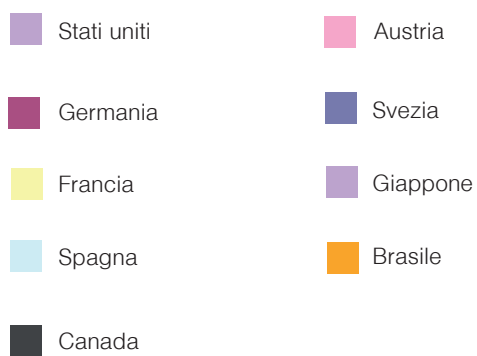 Stati uniti
Germania
Francia
Spagna
Canada
Austria
Svezia
Giappone
Brasile